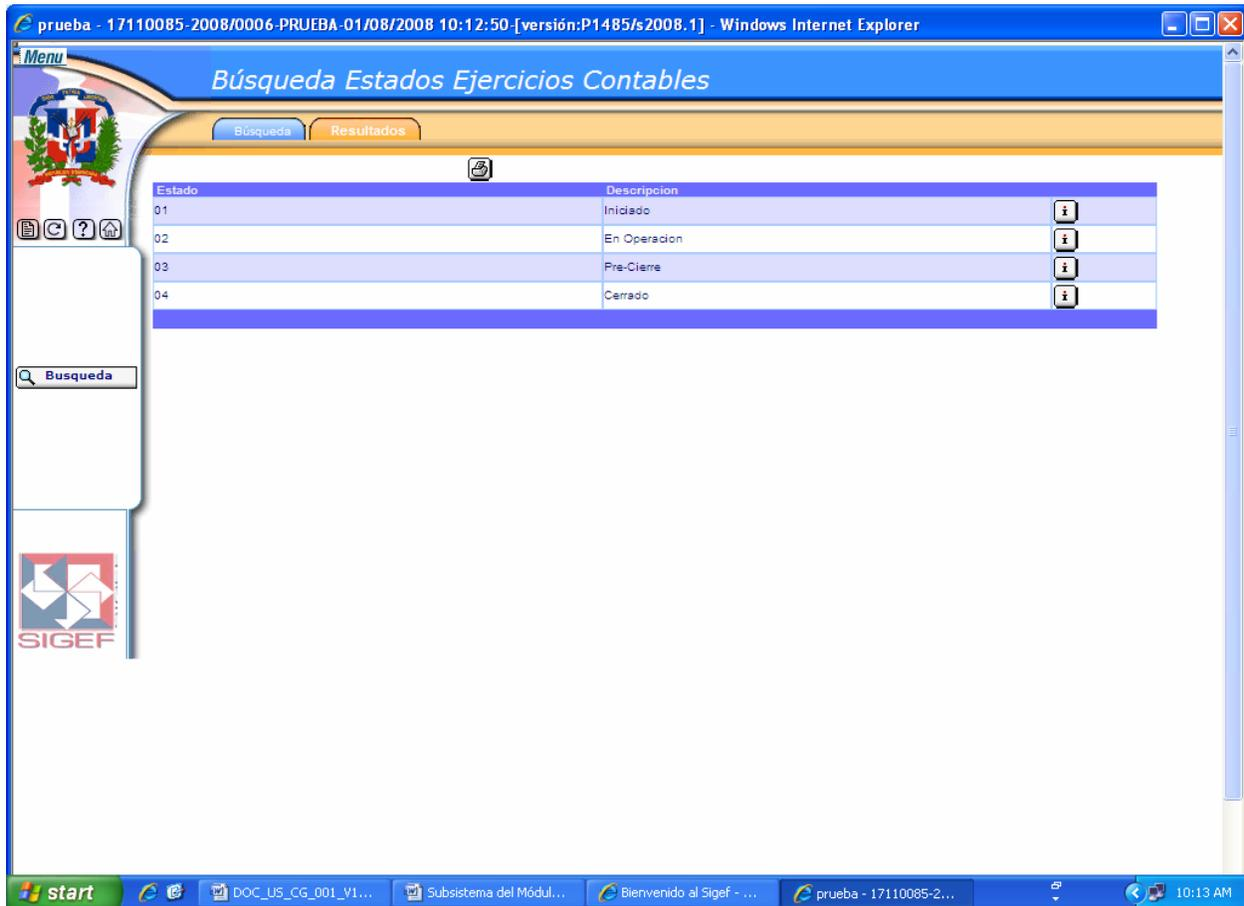 prueba - 17110085-2008/0006-PRUEBA-01/08/2008 10:12:50-[versión:P1485/s2008.1] - Windows Internet Explorer
Menu
Búsqueda Estados Ejercicios Contables
Búsqueda Resultados
Estado Descripcion
01 Iniciado i
02 En Operacion i
03 Pre-Cierre i
04 Cerrado i
Busqueda
SIGEF
start DOC_US_CG_001_V1... Subsistema del Módul... Bienvenido al Sigef - ... prueba - 17110085-2... 10:13 AM